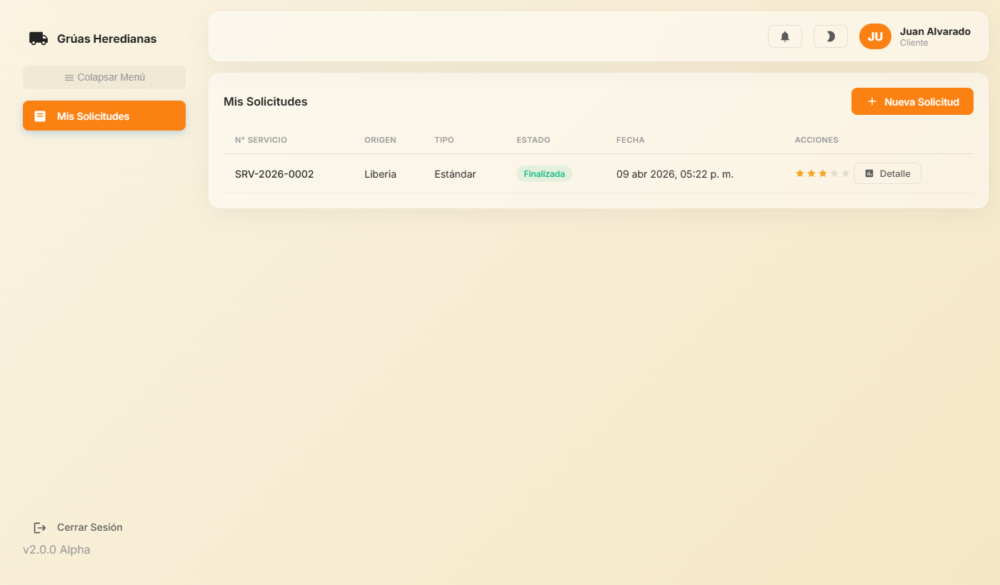 Grúas Heredianas
Colapsar Menú
Mis Solicitudes
Cerrar Sesión
v2.0.0 Alpha
JU
Juan Alvarado
Cliente
Mis Solicitudes
Nueva Solicitud
N° SERVICIO ORIGEN TIPO ESTADO FECHA ACCIONES
SRV-2026-0002 Liberia Estándar Finalizada 09 abr 2026, 05:22 p. m. Detalle